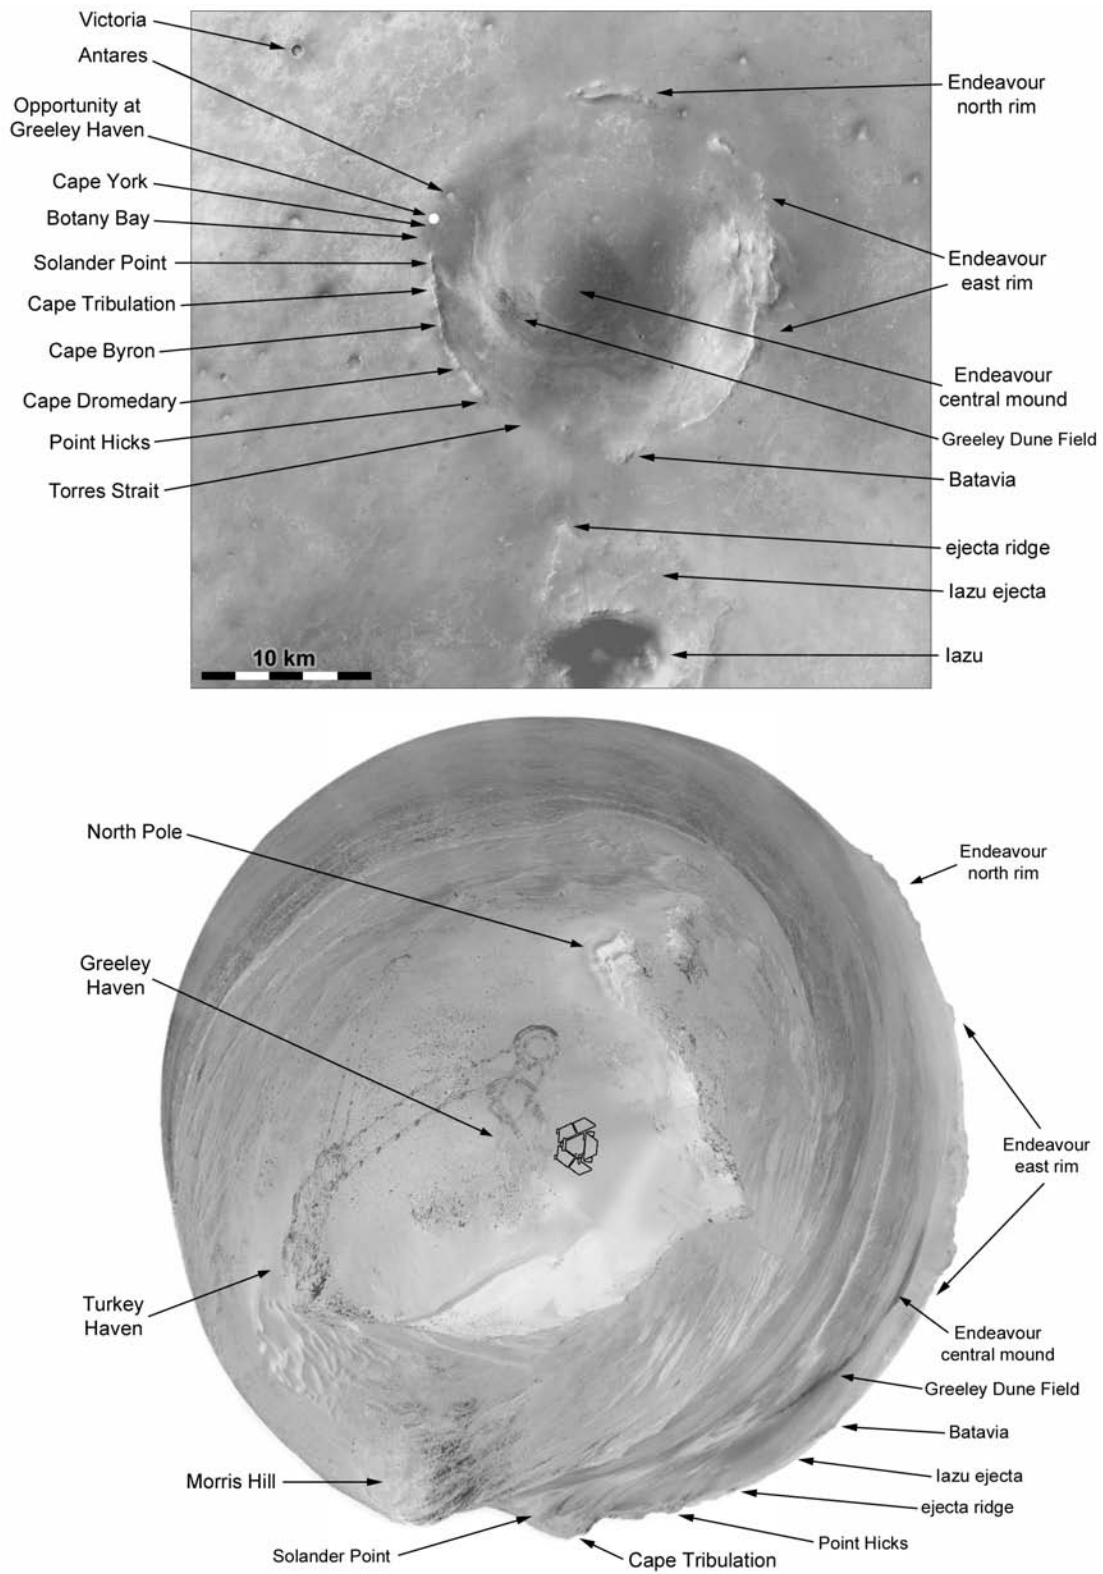 Victoria
Antares
Opportunity at
Greeley Haven
Cape York
Botany Bay
Solander Point
Cape Tribulation
Cape Byron
Cape Dromedary
Point Hicks
Torres Strait
10 km
Endeavour
north rim
Endeavour
east rim
Endeavour
central mound
Greeley Dune Field
Batavia
ejecta ridge
Iazu ejecta
Iazu
North Pole
Greeley
Haven
Turkey
Haven
Morris Hill
Solander Point
Cape Tribulation
Point Hicks
Endeavour
north rim
Endeavour
east rim
Endeavour
central mound
Greeley Dune Field
Batavia
Iazu ejecta
ejecta ridge